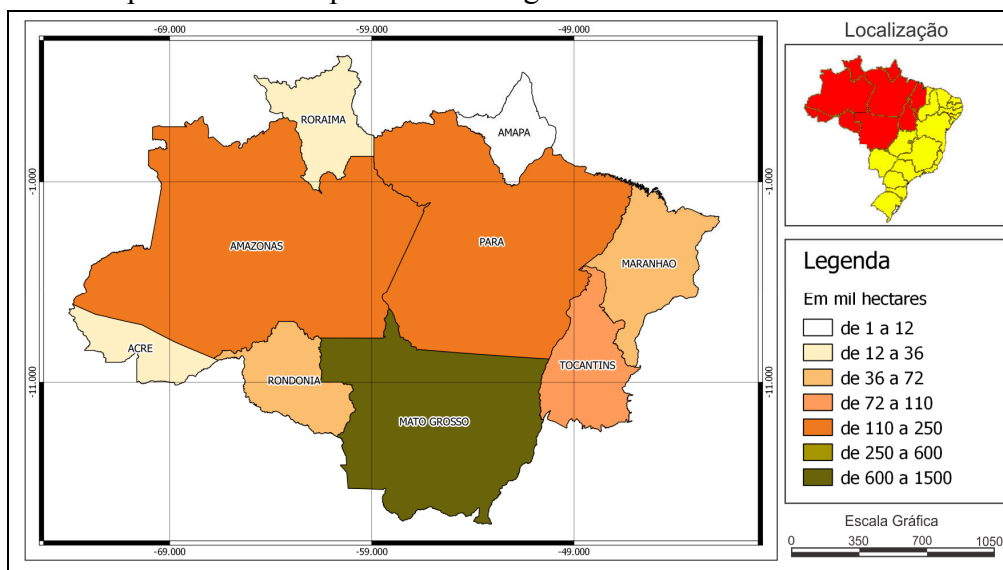 -69.000 -59.000 -49.000
Localização
RORAIMA
AMAPA
-1.000 -1.000
AMAZONAS
PARA
MARANHAO
Legenda
Em mil hectares
de 1 a 12
ACRE
de 12 a 36
TOCANTINS
RONDONIA
-11.000 -11.000
de 36 a 72
de 72 a 110
MATO GROSSO
de 110 a 250
de 250 a 600
de 600 a 1500
Escala Gráfica
0 350 700 1050
-69.000 -59.000 -49.000